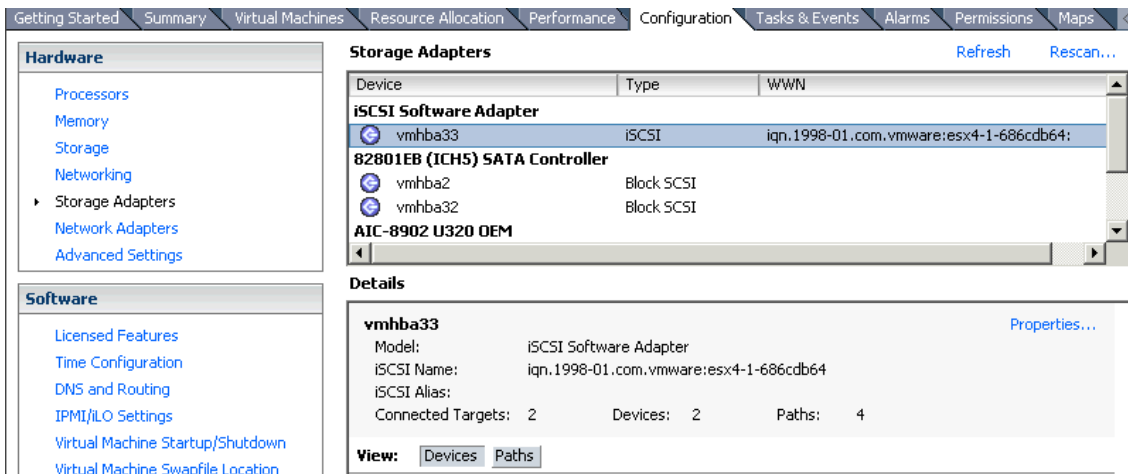 Getting Started Summary Virtual Machines Resource Allocation Performance Configuration Tasks & Events Alarms Permissions Maps
Hardware
Processors
Memory
Storage
Networking
Storage Adapters
Network Adapters
Advanced Settings
Software
Licensed Features
Time Configuration
DNS and Routing
IPMI/iLO Settings
Virtual Machine Startup/Shutdown
Virtual Machine Swapfile Location
Storage Adapters Refresh Rescan...
Device Type WWN
iSCSI Software Adapter
vmhba33 iSCSI iqn.1998-01.com.vmware:esx4-1-686cdb64:
82801EB (ICH5) SATA Controller
vmhba2 Block SCSI
vmhba32 Block SCSI
AIC-8902 U320 OEM
Details
vmhba33 Properties...
Model: iSCSI Software Adapter
iSCSI Name: iqn.1998-01.com.vmware:esx4-1-686cdb64
iSCSI Alias:
Connected Targets: 2 Devices: 2 Paths: 4
View: Devices Paths